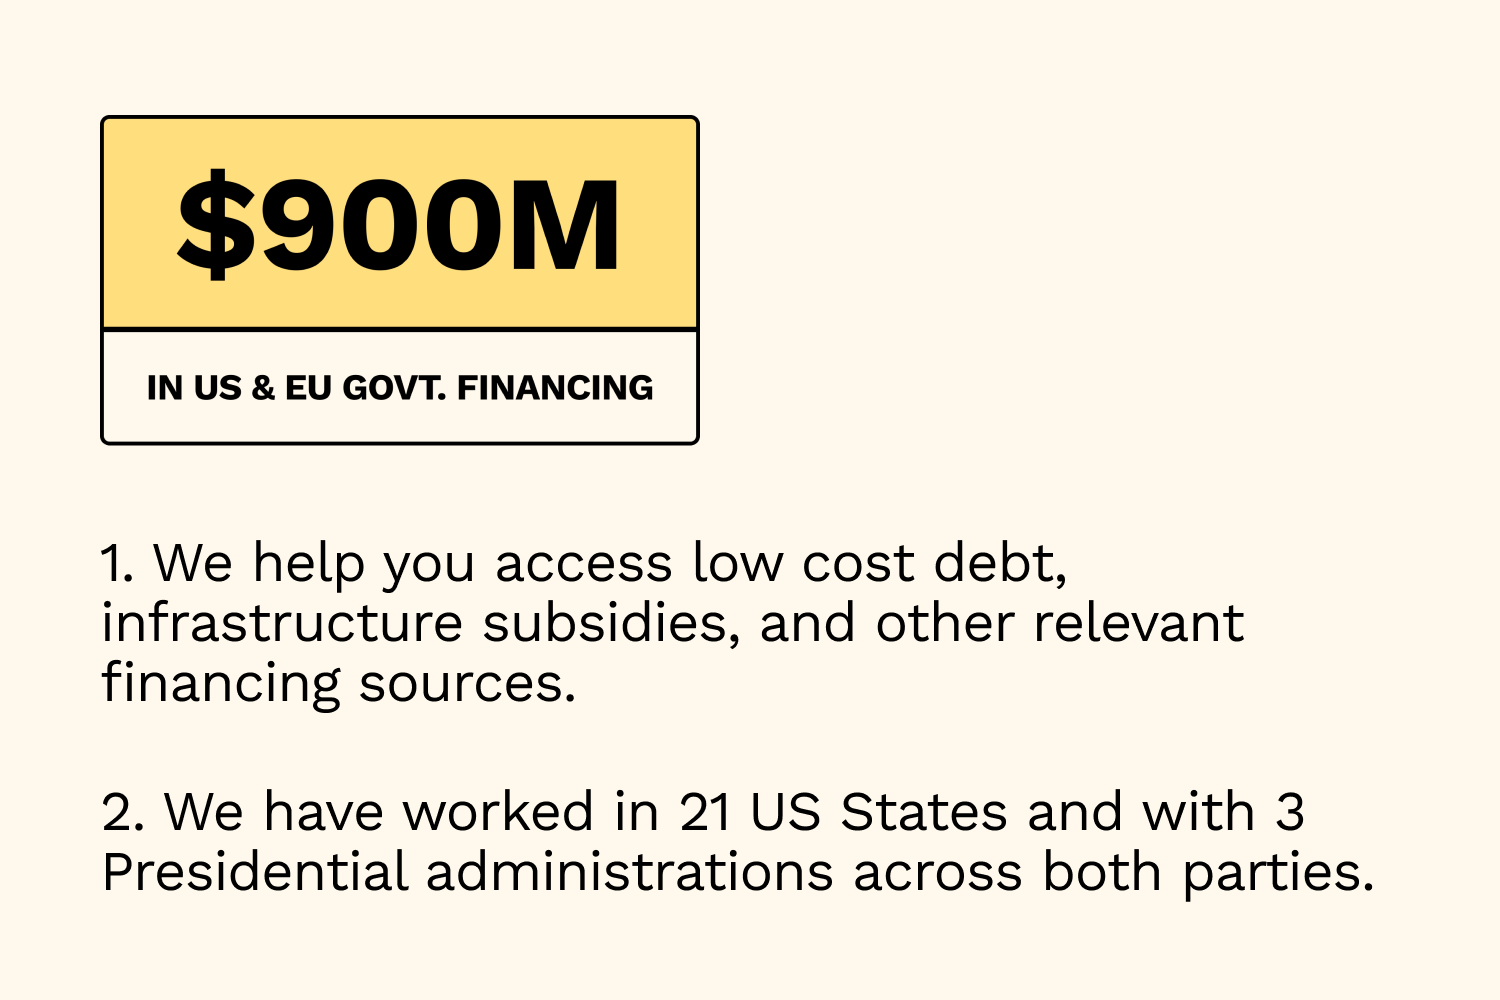 $900M
IN US & EU GOVT. FINANCING
1. We help you access low cost debt,
infrastructure subsidies, and other relevant
financing sources.
2. We have worked in 21 US States and with 3
Presidential administrations across both parties.